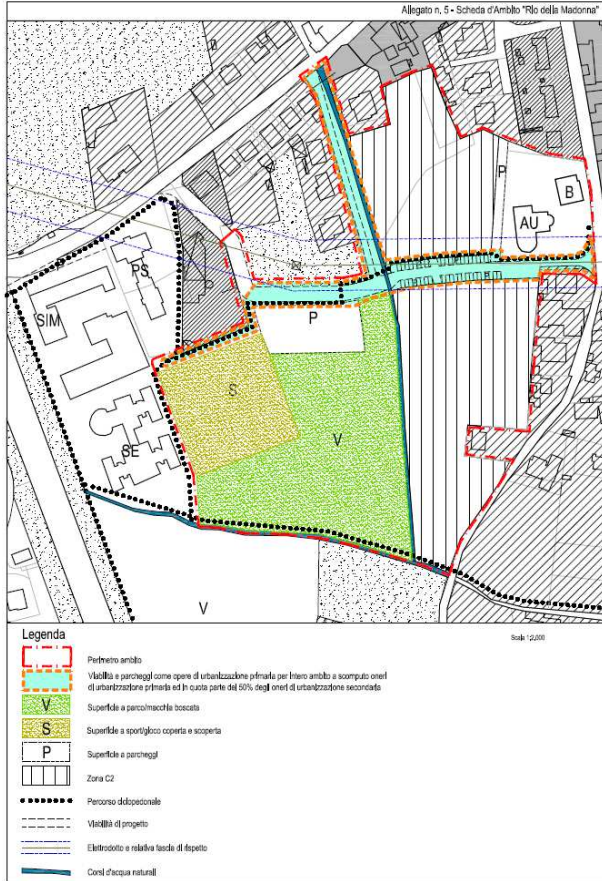 Allegato n, 5 - Scheda d'Ambito "Rio della Madonna"
P
B
AU
P
PS
P
SIM
P
S
V
SE
V
Legenda
Scala 1:2,000
Perimetro ambito
Viabilità e parcheggi come opere di urbanizzazione primaria per intero ambito a scomputo oneri
di urbanizzazione primaria ed in quota parte del 50% degli oneri di urbanizzazione secondaria
V Superficie a parco/macchia boscata
S Superficie a sport/gioco coperta e scoperta
P Superficie a parcheggi
Zona C2
Percorso ciclopedonale
Viabilità di progetto
Elettrodotto e relativa fascia di rispetto
Corsi d'acqua naturali